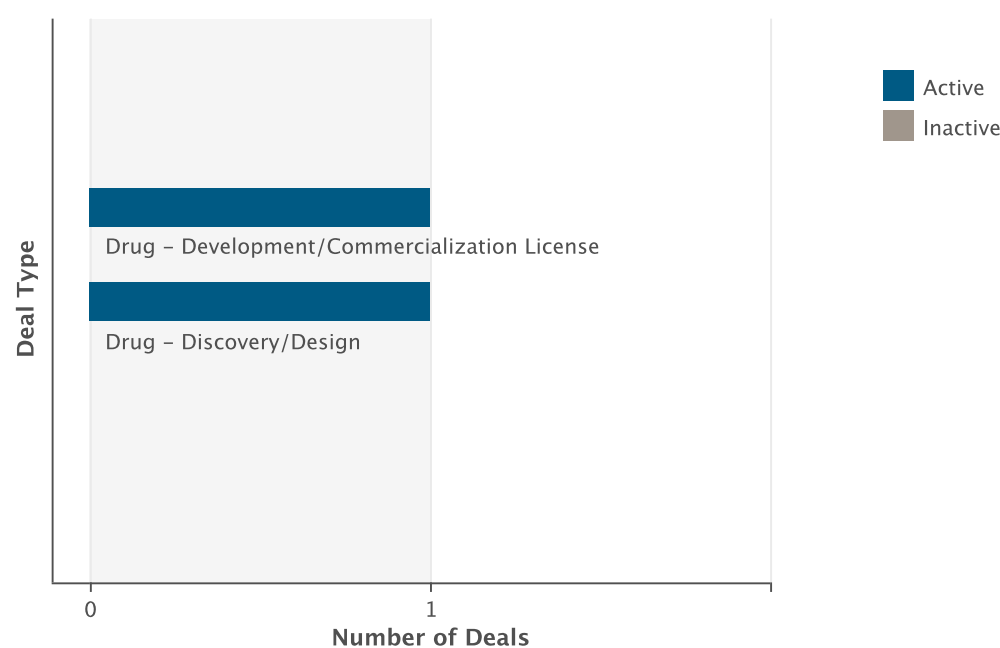 Active
Inactive
Drug – Development/Commercialization License
Drug – Discovery/Design
Deal Type
0 1
Number of Deals